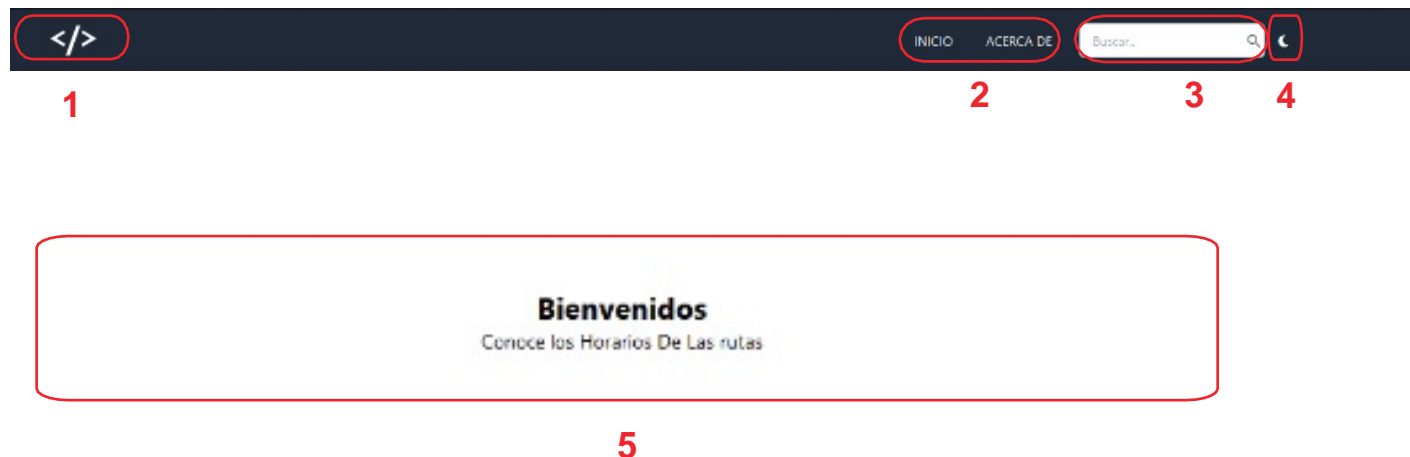 </>
INICIO ACERCA DE Buscar..
1 2 3 4
Bienvenidos
Conoce los Horarios De Las rutas
5